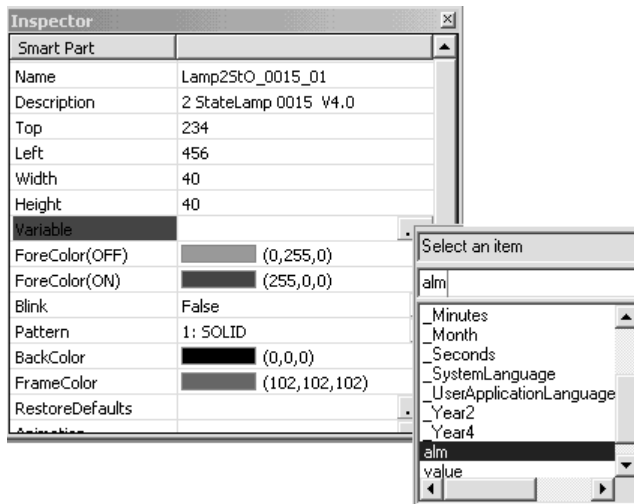 Inspector
Smart Part
Name Lamp2StO_0015_01
Description 2 StateLamp 0015 V4.0
Top 234
Left 456
Width 40
Height 40
Variable
ForeColor(OFF) (0,255,0)
ForeColor(ON) (255,0,0)
Blink False
Pattern 1: SOLID
BackColor (0,0,0)
FrameColor (102,102,102)
RestoreDefaults
Animation
Select an item
alm
_Minutes
_Month
_Seconds
_SystemLanguage
_UserApplicationLanguage
_Year2
_Year4
alm
value